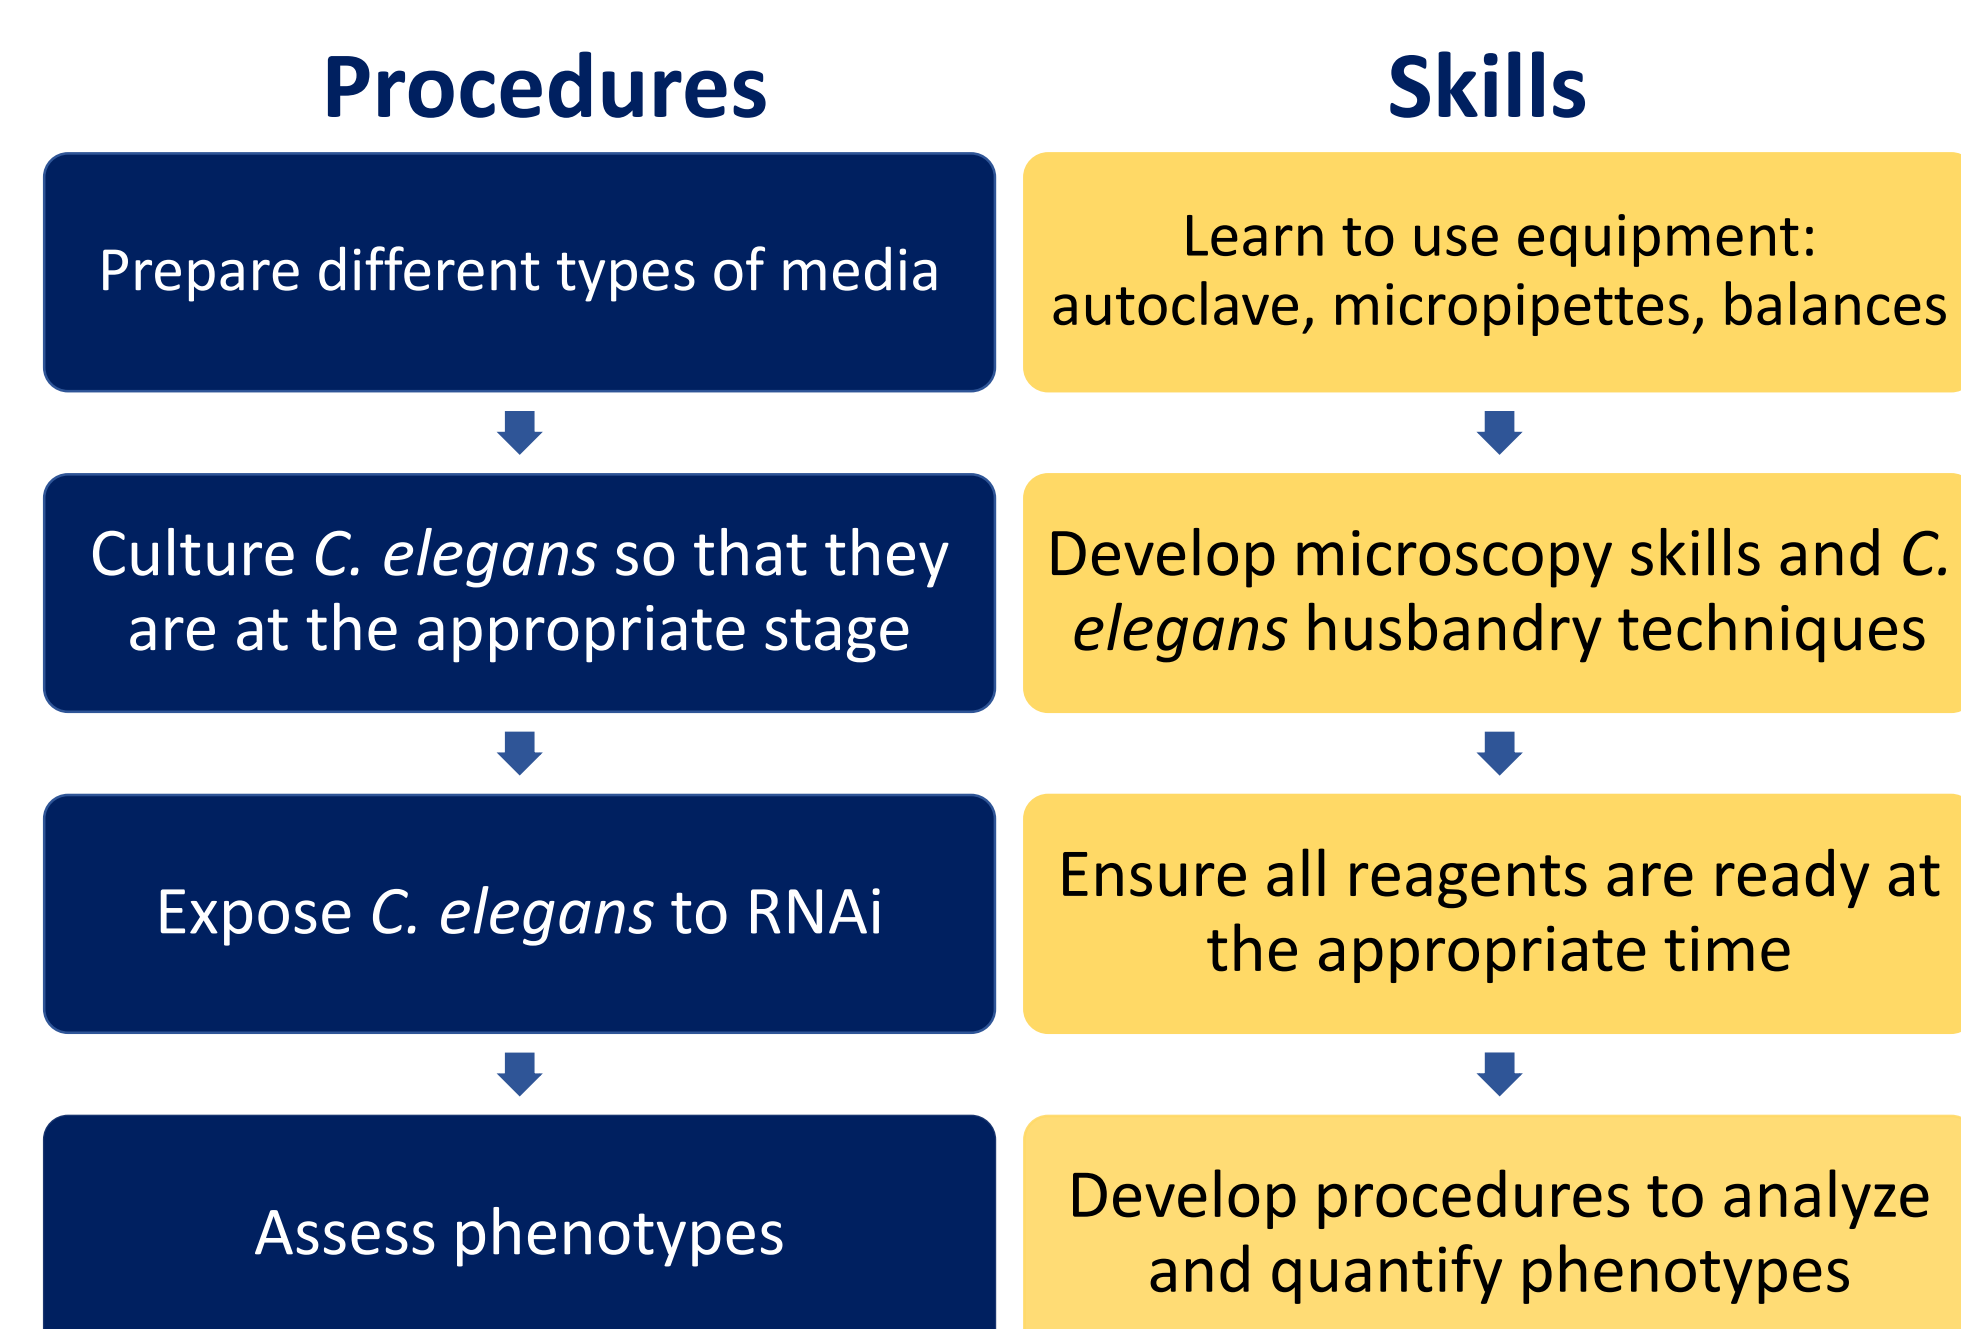 Procedures
Skills
Prepare different types of media
Learn to use equipment:
autoclave, micropipettes, balances
Culture C. elegans so that they
are at the appropriate stage
Develop microscopy skills and C.
elegans husbandry techniques
Expose C. elegans to RNAi
Ensure all reagents are ready at
the appropriate time
Assess phenotypes
Develop procedures to analyze
and quantify phenotypes